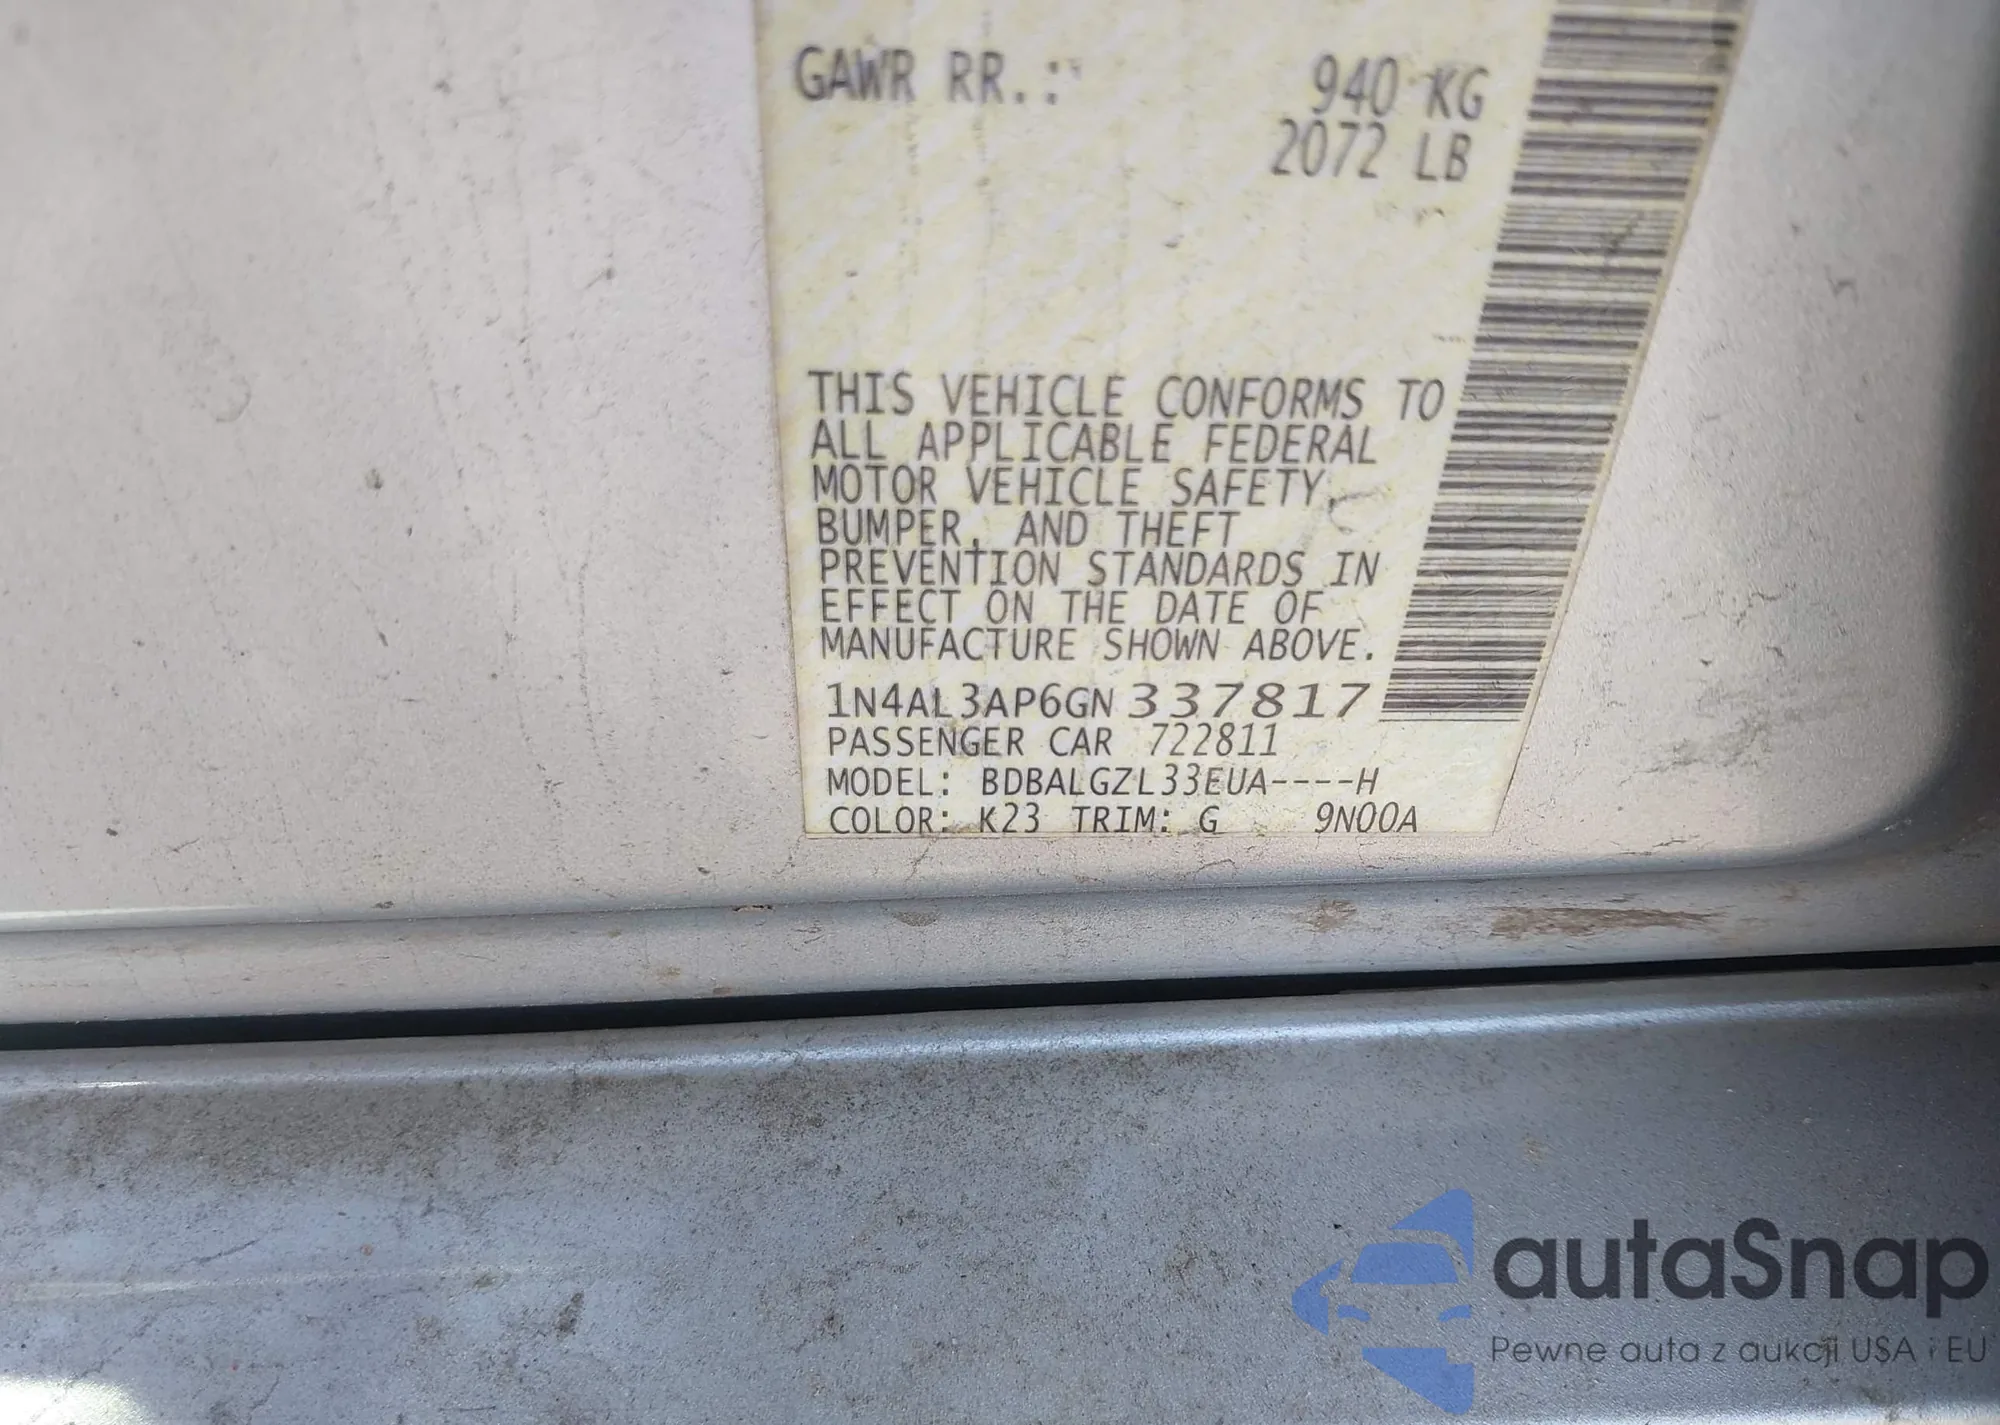 GAWR RR.: 940 KG
2072 LB
THIS VEHICLE CONFORMS TO
ALL APPLICABLE FEDERAL
MOTOR VEHICLE SAFETY,
BUMPER, AND THEFT
PREVENTION STANDARDS IN
EFFECT ON THE DATE OF
MANUFACTURE SHOWN ABOVE.
1N4AL3AP6GN337817
PASSENGER CAR 722811
MODEL: BDBALGZL33EUA----H
COLOR: K23 TRIM: G 9N00A
autaSnap
Pewne auta z aukcji USA i EU